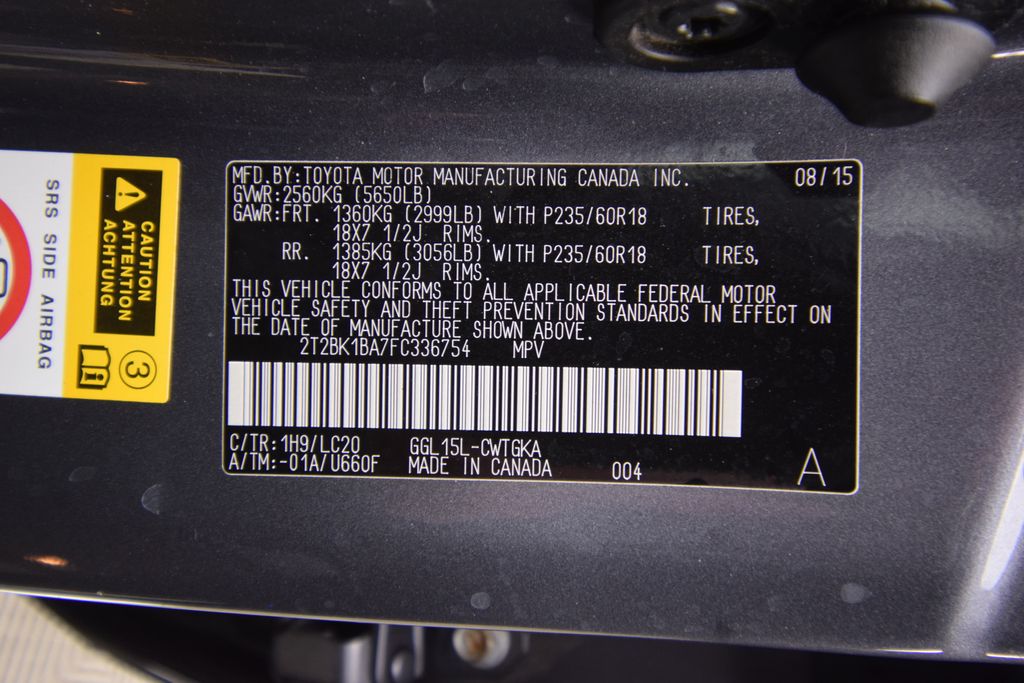 MFD.BY:TOYOTA MOTOR MANUFACTURING CANADA INC. 08/15
GVWR:2560KG (5650LB)
GAWR:FRT. 1360KG (2999LB) WITH P235/60R18 TIRES,
18X7 1/2J RIMS.
RR. 1385KG (3056LB) WITH P235/60R18 TIRES,
18X7 1/2J RIMS.
THIS VEHICLE CONFORMS TO ALL APPLICABLE FEDERAL MOTOR
VEHICLE SAFETY AND THEFT PREVENTION STANDARDS IN EFFECT ON
THE DATE OF MANUFACTURE SHOWN ABOVE.
2T2BK1BA7FC336754 MPV
C/TR:1H9/LC20 GGL15L-CWTGKA
A/TM:-01A/U660F MADE IN CANADA 004 A
CAUTION
ATTENTION
ACHTUNG
3
SRS SIDE AIRBAG